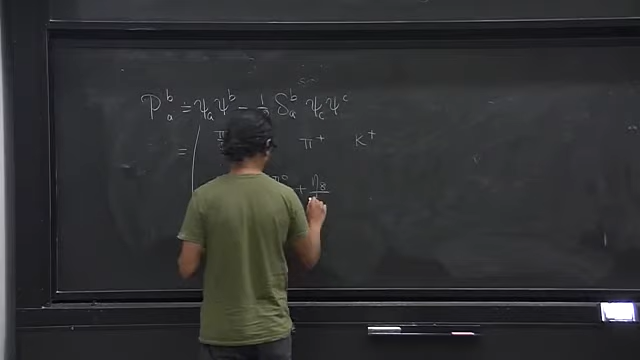 P^b_a ≐ ψ_a ψ^b - 1/3 δ^b_a ψ_c ψ^c
= ( π π⁺ K⁺
π⁰ + η₈